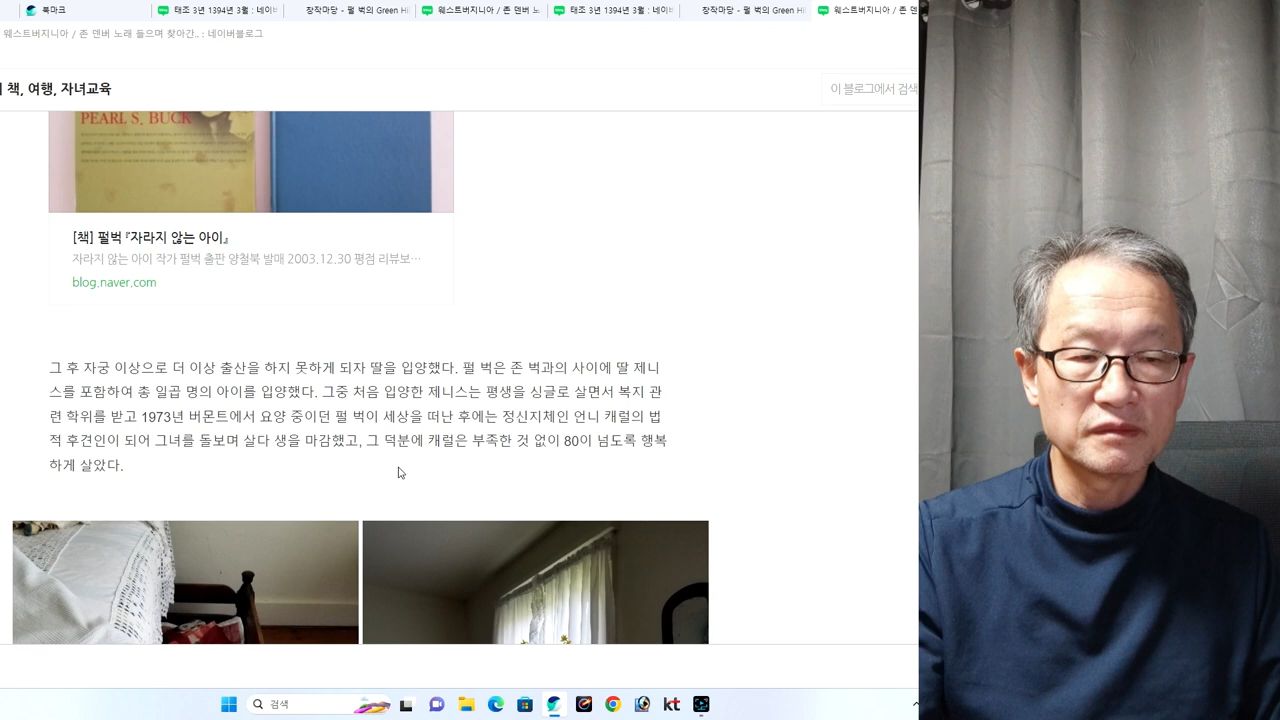 북마크
태조 3년 1394년 3월 : 네이버
창작마당 - 펄 벅의 Green Hi
웨스트버지니아 / 존 덴버 노
태조 3년 1394년 3월 : 네이버
창작마당 - 펄 벅의 Green Hi
웨스트버지니아 / 존 덴
웨스트버지니아 / 존 덴버 노래 들으며 찾아간.. : 네이버블로그
책, 여행, 자녀교육
이 블로그에서 검색
PEARL S. BUCK
[책] 펄벅 『자라지 않는 아이』
자라지 않는 아이 작가 펄벅 출판 양철북 발매 2003.12.30 평점 리뷰보…
blog.naver.com
그 후 자궁 이상으로 더 이상 출산을 하지 못하게 되자 딸을 입양했다. 펄 벅은 존 벅과의 사이에 딸 제니
스를 포함하여 총 일곱 명의 아이를 입양했다. 그중 처음 입양한 제니스는 평생을 싱글로 살면서 복지 관
련 학위를 받고 1973년 버몬트에서 요양 중이던 펄 벅이 세상을 떠난 후에는 정신지체인 언니 캐럴의 법
적 후견인이 되어 그녀를 돌보며 살다 생을 마감했고, 그 덕분에 캐럴은 부족한 것 없이 80이 넘도록 행복
하게 살았다.
검색
kt